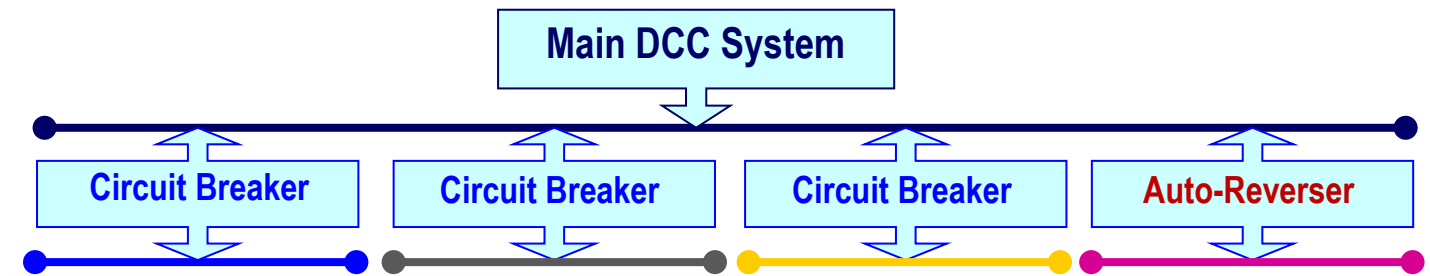 Main DCC System
Circuit Breaker
Circuit Breaker
Circuit Breaker
Auto-Reverser